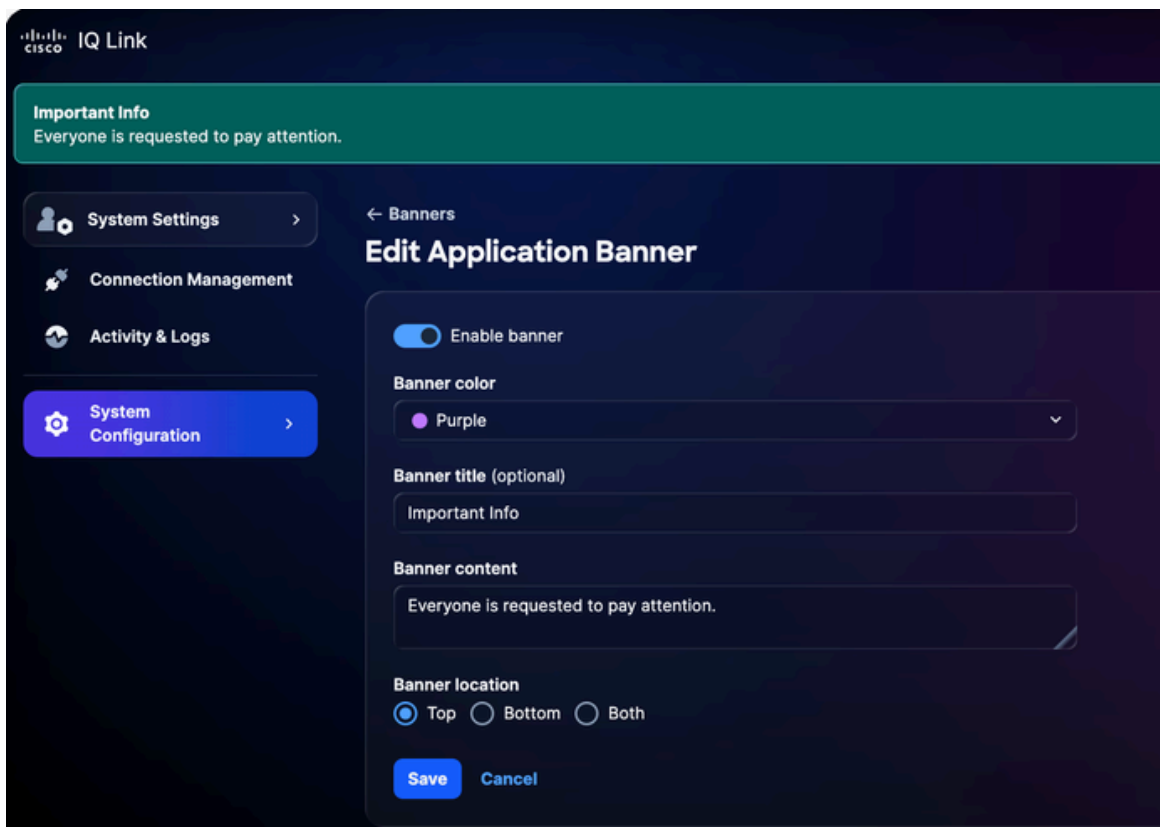 cisco IQ Link
Important Info
Everyone is requested to pay attention.
System Settings
Connection Management
Activity & Logs
System
Configuration
← Banners
Edit Application Banner
Enable banner
Banner color
Purple
Banner title (optional)
Important Info
Banner content
Everyone is requested to pay attention.
Banner location
Top Bottom Both
Save Cancel